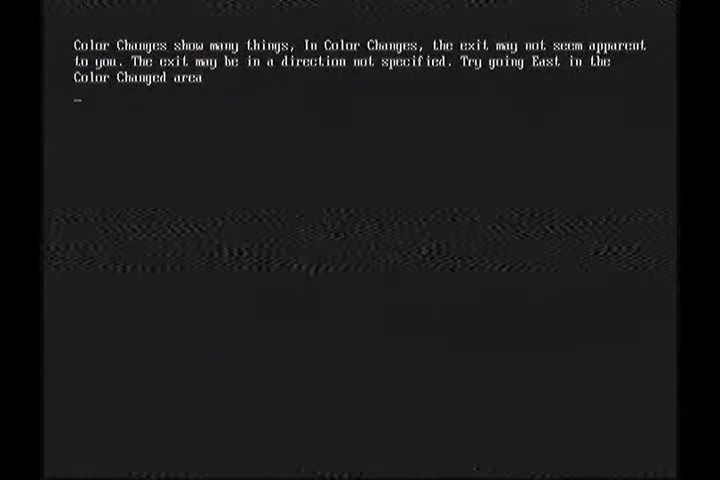 Color Changes show many things, In Color Changes, the exit may not seem apparent
to you. The exit may be in a direction not specified. Try going East in the
Color Changed area
_